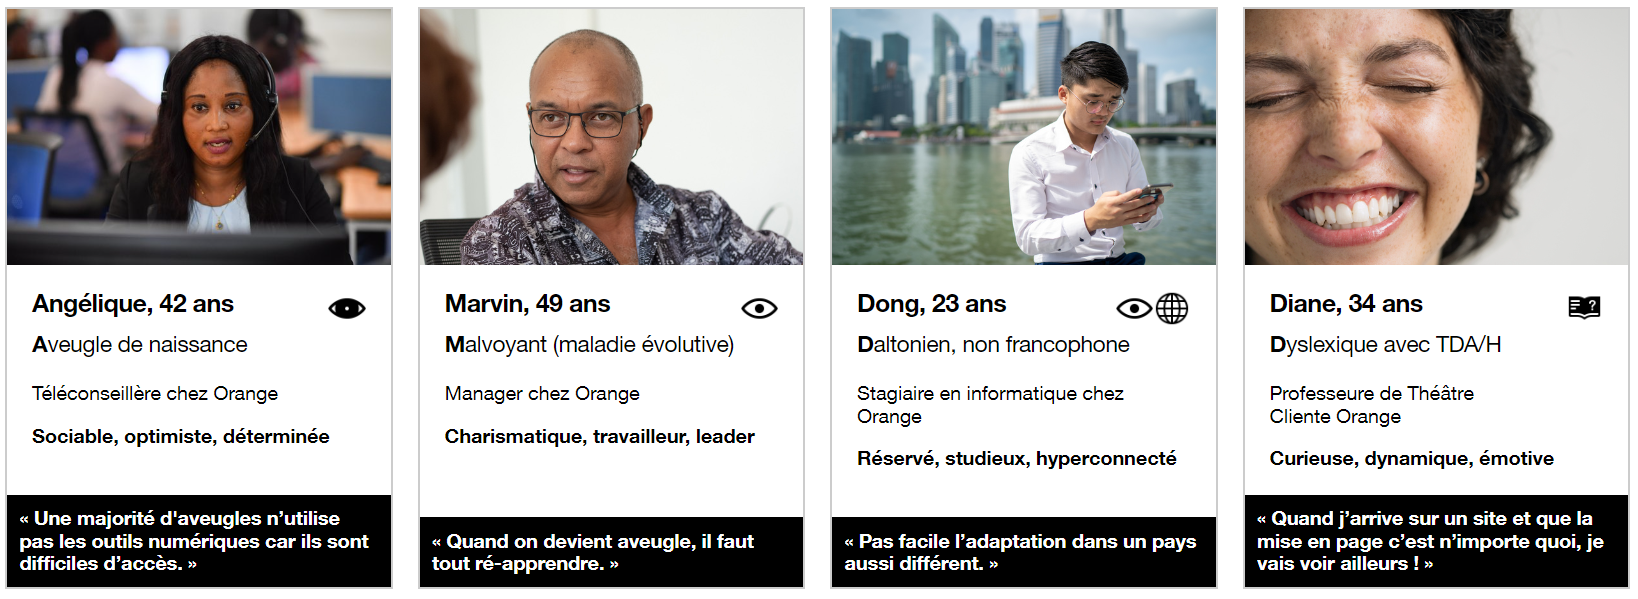 Angélique, 42 ans
Aveugle de naissance
Téléconseillère chez Orange
Sociable, optimiste, déterminée
« Une majorité d'aveugles n’utilise
pas les outils numériques car ils sont
difficiles d’accès. »
Marvin, 49 ans
Malvoyant (maladie évolutive)
Manager chez Orange
Charismatique, travailleur, leader
« Quand on devient aveugle, il faut
tout ré-apprendre. »
Dong, 23 ans
Daltonien, non francophone
Stagiaire en informatique chez
Orange
Réservé, studieux, hyperconnecté
« Pas facile l’adaptation dans un pays
aussi différent. »
Diane, 34 ans
?
Dyslexique avec TDA/H
Professeure de Théâtre
Cliente Orange
Curieuse, dynamique, émotive
« Quand j’arrive sur un site et que la
mise en page c’est n’importe quoi, je
vais voir ailleurs ! »